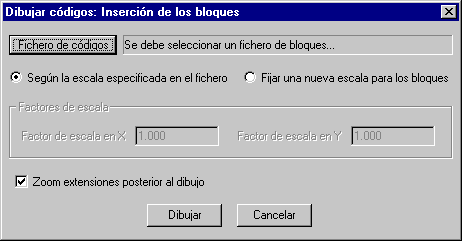 Dibujar códigos: Inserción de los bloques
Fichero de códigos Se debe seleccionar un fichero de bloques...
Según la escala especificada en el fichero Fijar una nueva escala para los bloques
Factores de escala
Factor de escala en X 1.000 Factor de escala en Y 1.000
Zoom extensiones posterior al dibujo
Dibujar Cancelar